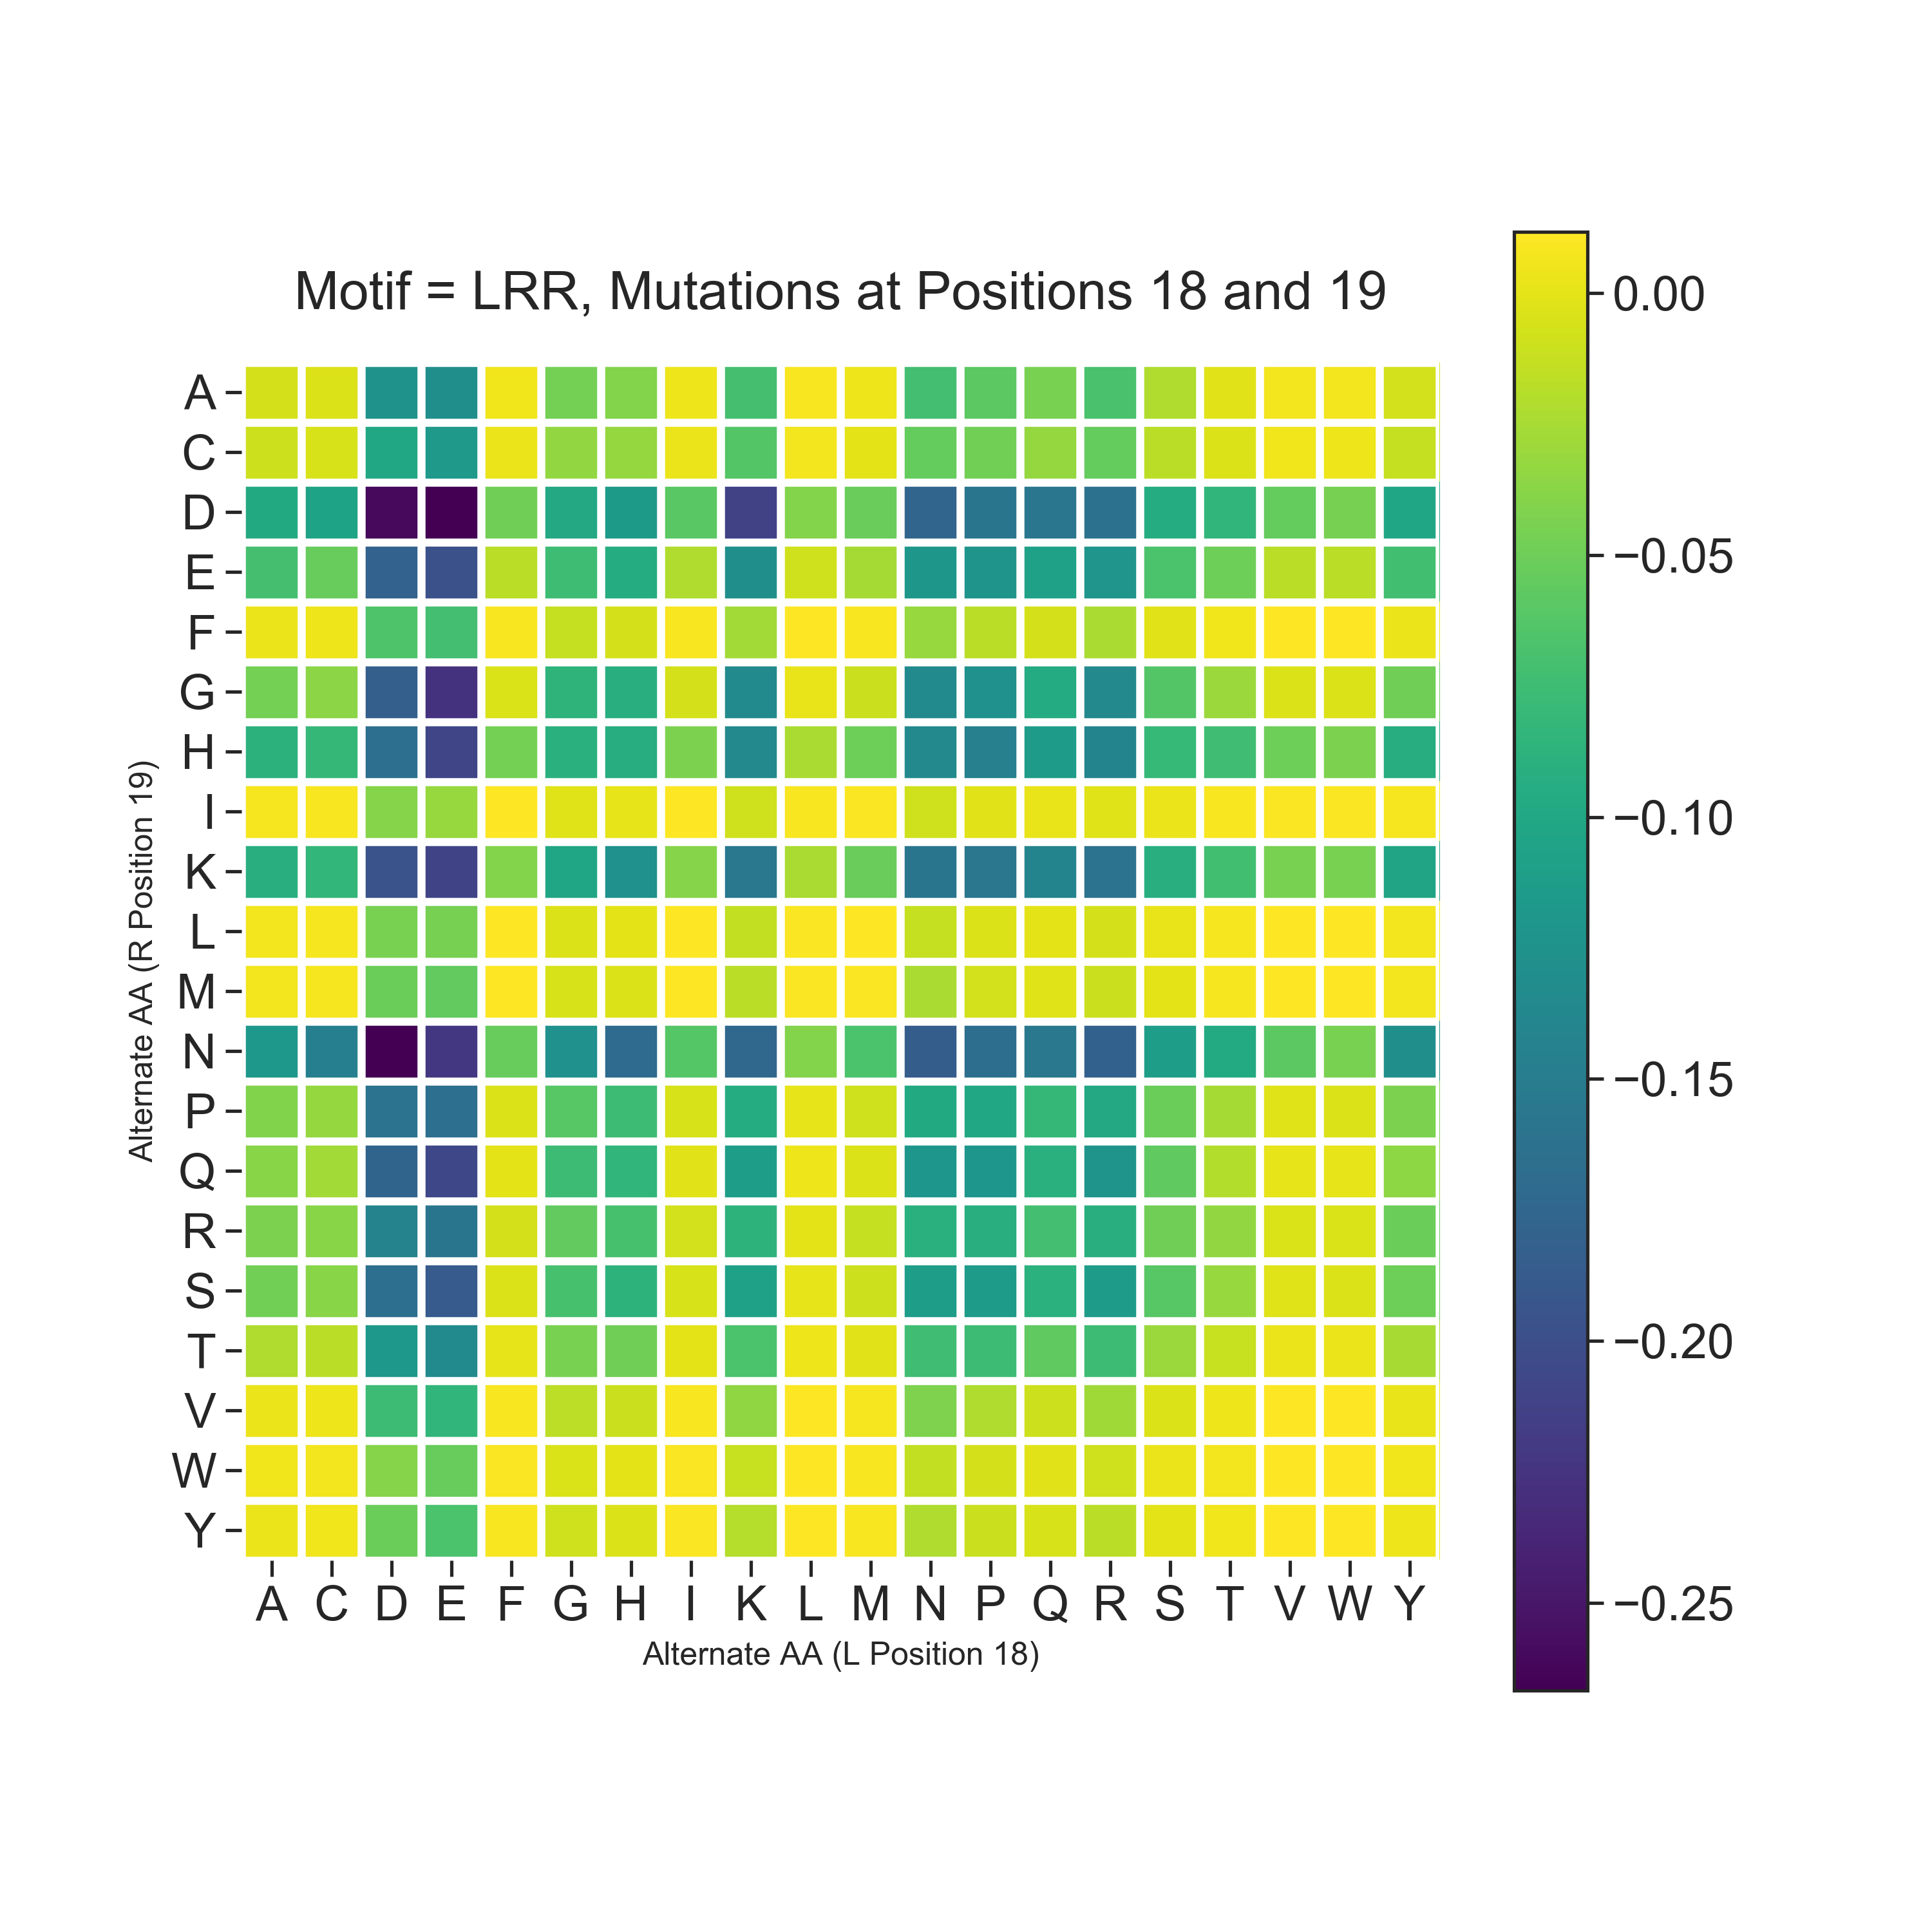 Motif = LRR, Mutations at Positions 18 and 19
Alternate AA (R Position 19)
A
C
D
E
F
G
H
I
K
L
M
N
P
Q
R
S
T
V
W
Y
A C D E F G H I K L M N P Q R S T V W Y
Alternate AA (L Position 18)
0.00
−0.05
−0.10
−0.15
−0.20
−0.25